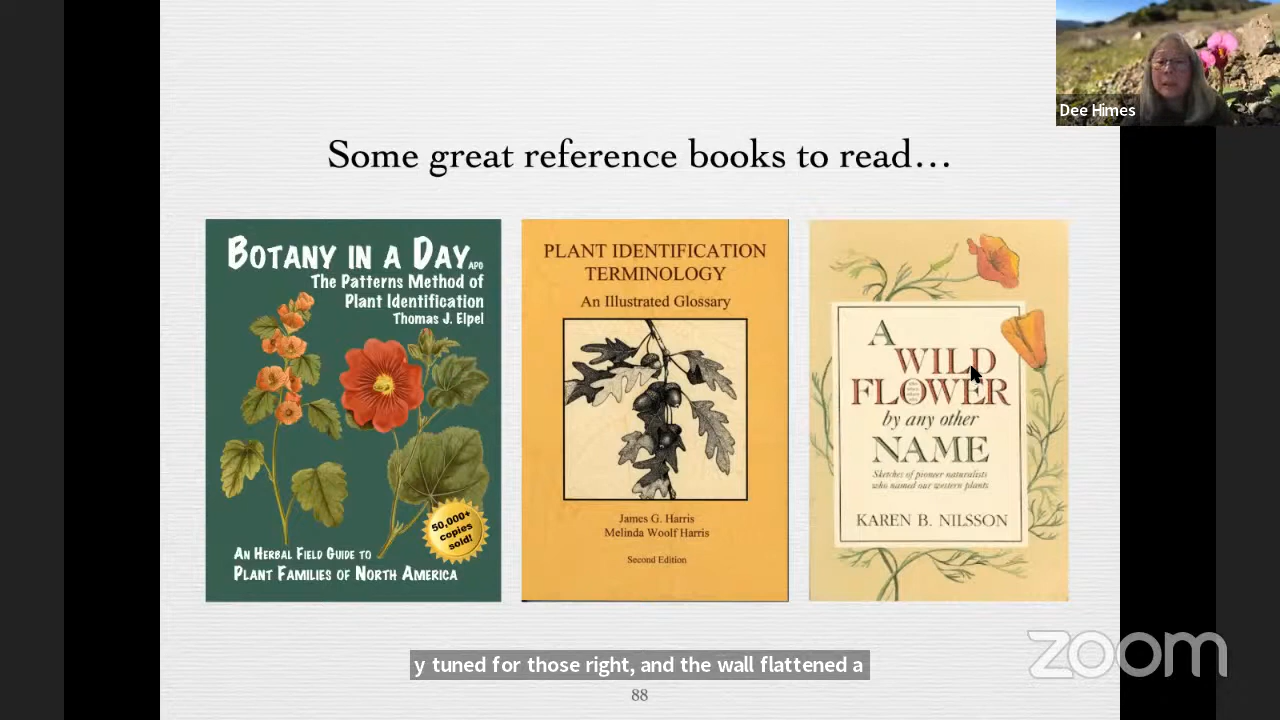 Dee Himes
Some great reference books to read…
BOTANY IN A DAY APG
The Patterns Method of
Plant Identification
Thomas J. Elpel
50,000+
copies
sold!
AN HERBAL FIELD GUIDE TO
PLANT FAMILIES OF NORTH AMERICA
PLANT IDENTIFICATION
TERMINOLOGY
An Illustrated Glossary
James G. Harris
Melinda Woolf Harris
Second Edition
A
WILD
FLOWER
by any other
NAME
Sketches of pioneer naturalists
who named our western plants
KAREN B. NILSSON
y tuned for those right, and the wall flattened a
88
zoom